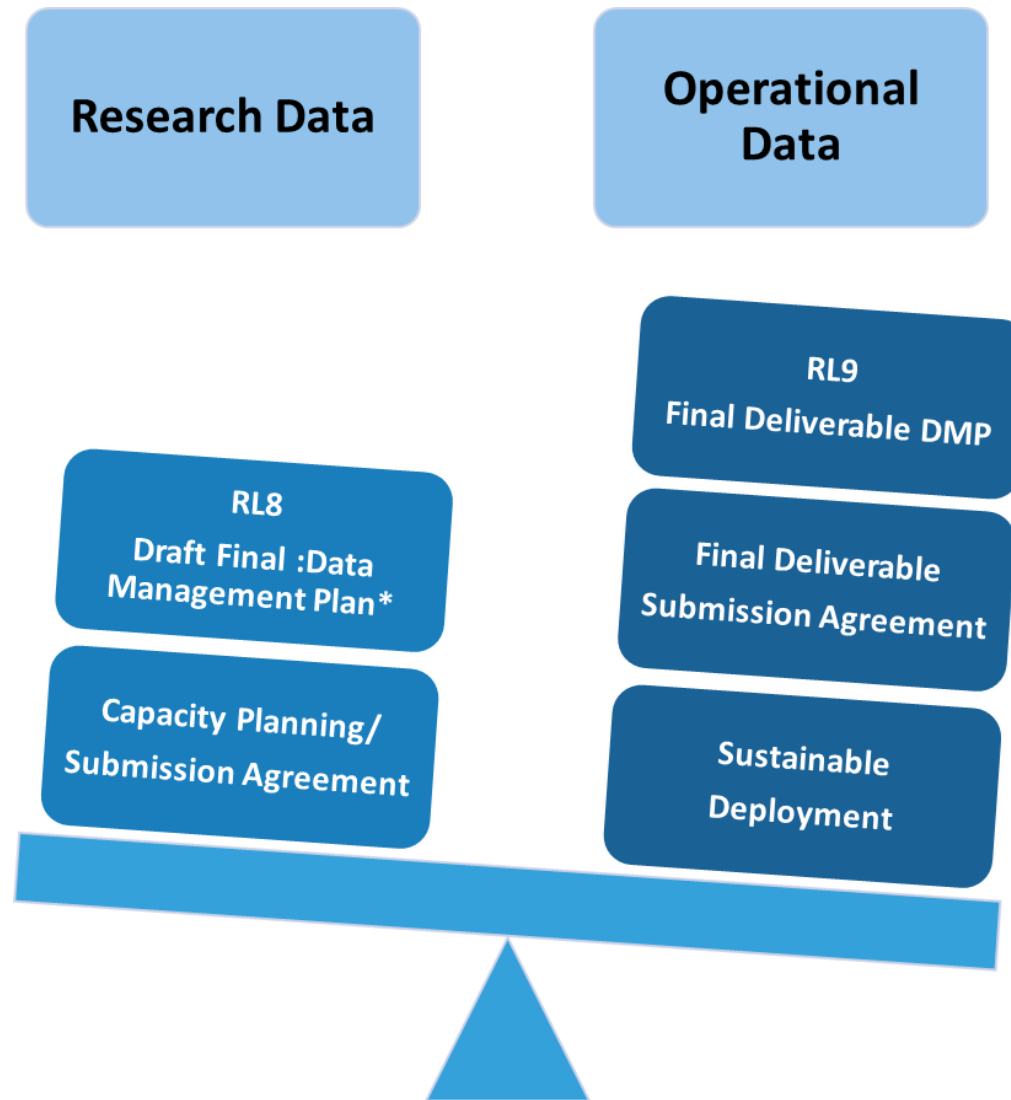 Research Data
Operational
Data
RL8
Draft Final :Data
Management Plan*
Capacity Planning/
Submission Agreement
RL9
Final Deliverable DMP
Final Deliverable
Submission Agreement
Sustainable
Deployment